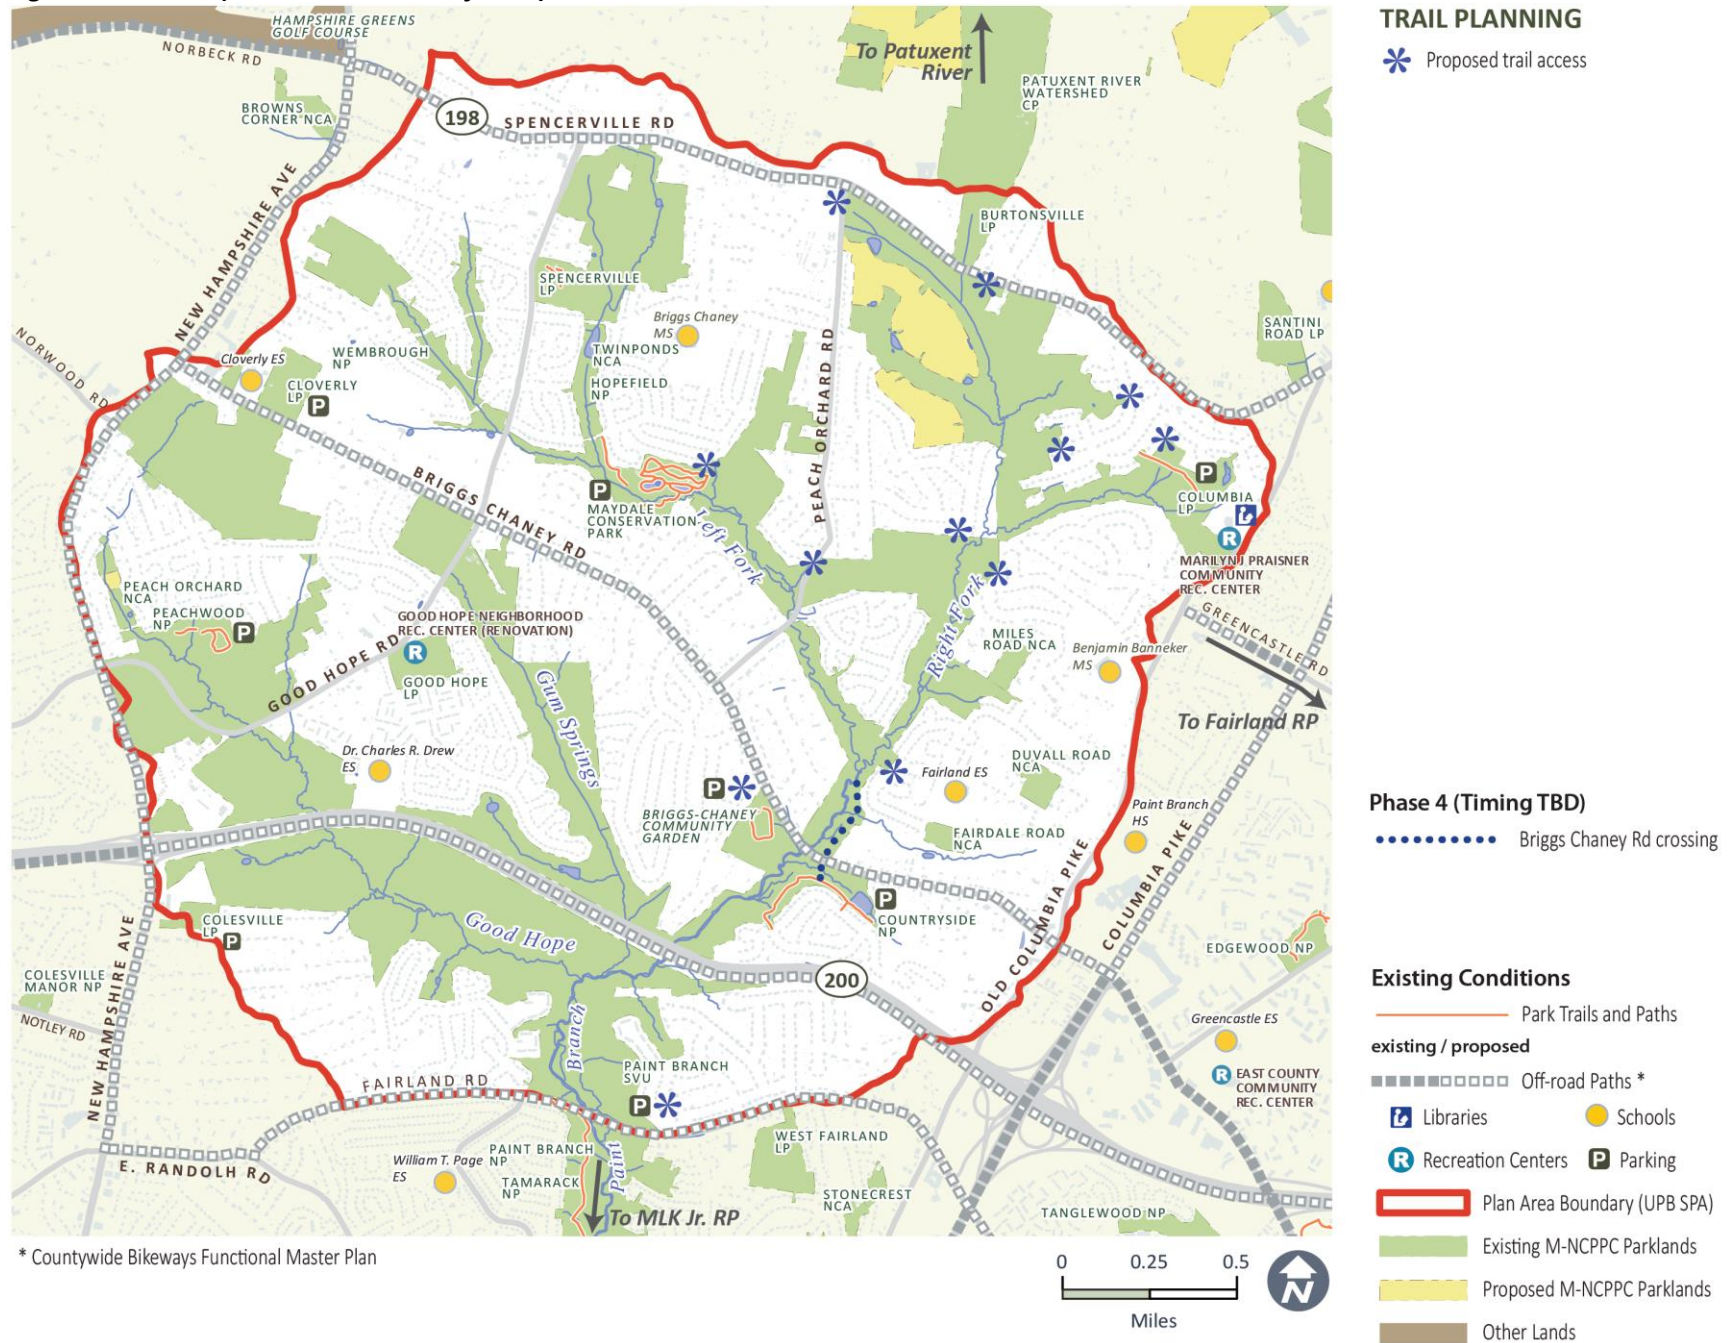 HAMPSHIRE GREENS
GOLF COURSE
NORBECK RD
BROWNS
CORNER NCA
198
SPENCERVILLE RD
To Patuxent
River
PATUXENT RIVER
WATERSHED
CP
NEW HAMPSHIRE AVE
BURTONSVILLE
LP
SPENCERVILLE
LP
Briggs Chaney
MS
SANTINI
ROAD LP
NORWOOD RD
Cloverly ES
WEMBROUGH
NP
CLOVERLY
LP
P
TWINPONDS
NCA
HOPEFIELD
NP
PEACH ORCHARD RD
BRIGGS CHANEY RD
P
MAYDALE
CONSERVATION
PARK
Left Fork
P
COLUMBIA
LP
R
MARILYN J PRAISNER
COMMUNITY
REC. CENTER
PEACH ORCHARD
NCA
PEACHWOOD
NP
P
GOOD HOPE NEIGHBORHOOD
REC. CENTER (RENOVATION)
R
GOOD HOPE RD
GOOD HOPE
LP
Gum Springs
Right Fork
MILES
ROAD NCA
Benjamin Banneker
MS
GREENCASTLE RD
To Fairland RP
Dr. Charles R. Drew
ES
P
BRIGGS-CHANEY
COMMUNITY
GARDEN
Fairland ES
DUVALL ROAD
NCA
Paint Branch
HS
FAIRDALE ROAD
NCA
P
COUNTRYSIDE
NP
OLD COLUMBIA PIKE
COLUMBIA PIKE
COLESVILLE
LP
P
Good Hope
200
EDGEWOOD NP
COLESVILLE
MANOR NP
NOTLEY RD
NEW HAMPSHIRE AVE
Branch
Greencastle ES
R
EAST COUNTY
COMMUNITY
REC. CENTER
FAIRLAND RD
PAINT BRANCH
SVU
P
WEST FAIRLAND
LP
E. RANDOLH RD
William T. Page
ES
PAINT BRANCH
NP
TAMARACK
NP
Paint
To MLK Jr. RP
STONECREST
NCA
TANGLEWOOD NP
* Countywide Bikeways Functional Master Plan
0 0.25 0.5
Miles
N
TRAIL PLANNING
Proposed trail access
Phase 4 (Timing TBD)
Briggs Chaney Rd crossing
Existing Conditions
Park Trails and Paths
existing / proposed
Off-road Paths *
Libraries
Schools
R Recreation Centers
P Parking
Plan Area Boundary (UPB SPA)
Existing M-NCPPC Parklands
Proposed M-NCPPC Parklands
Other Lands